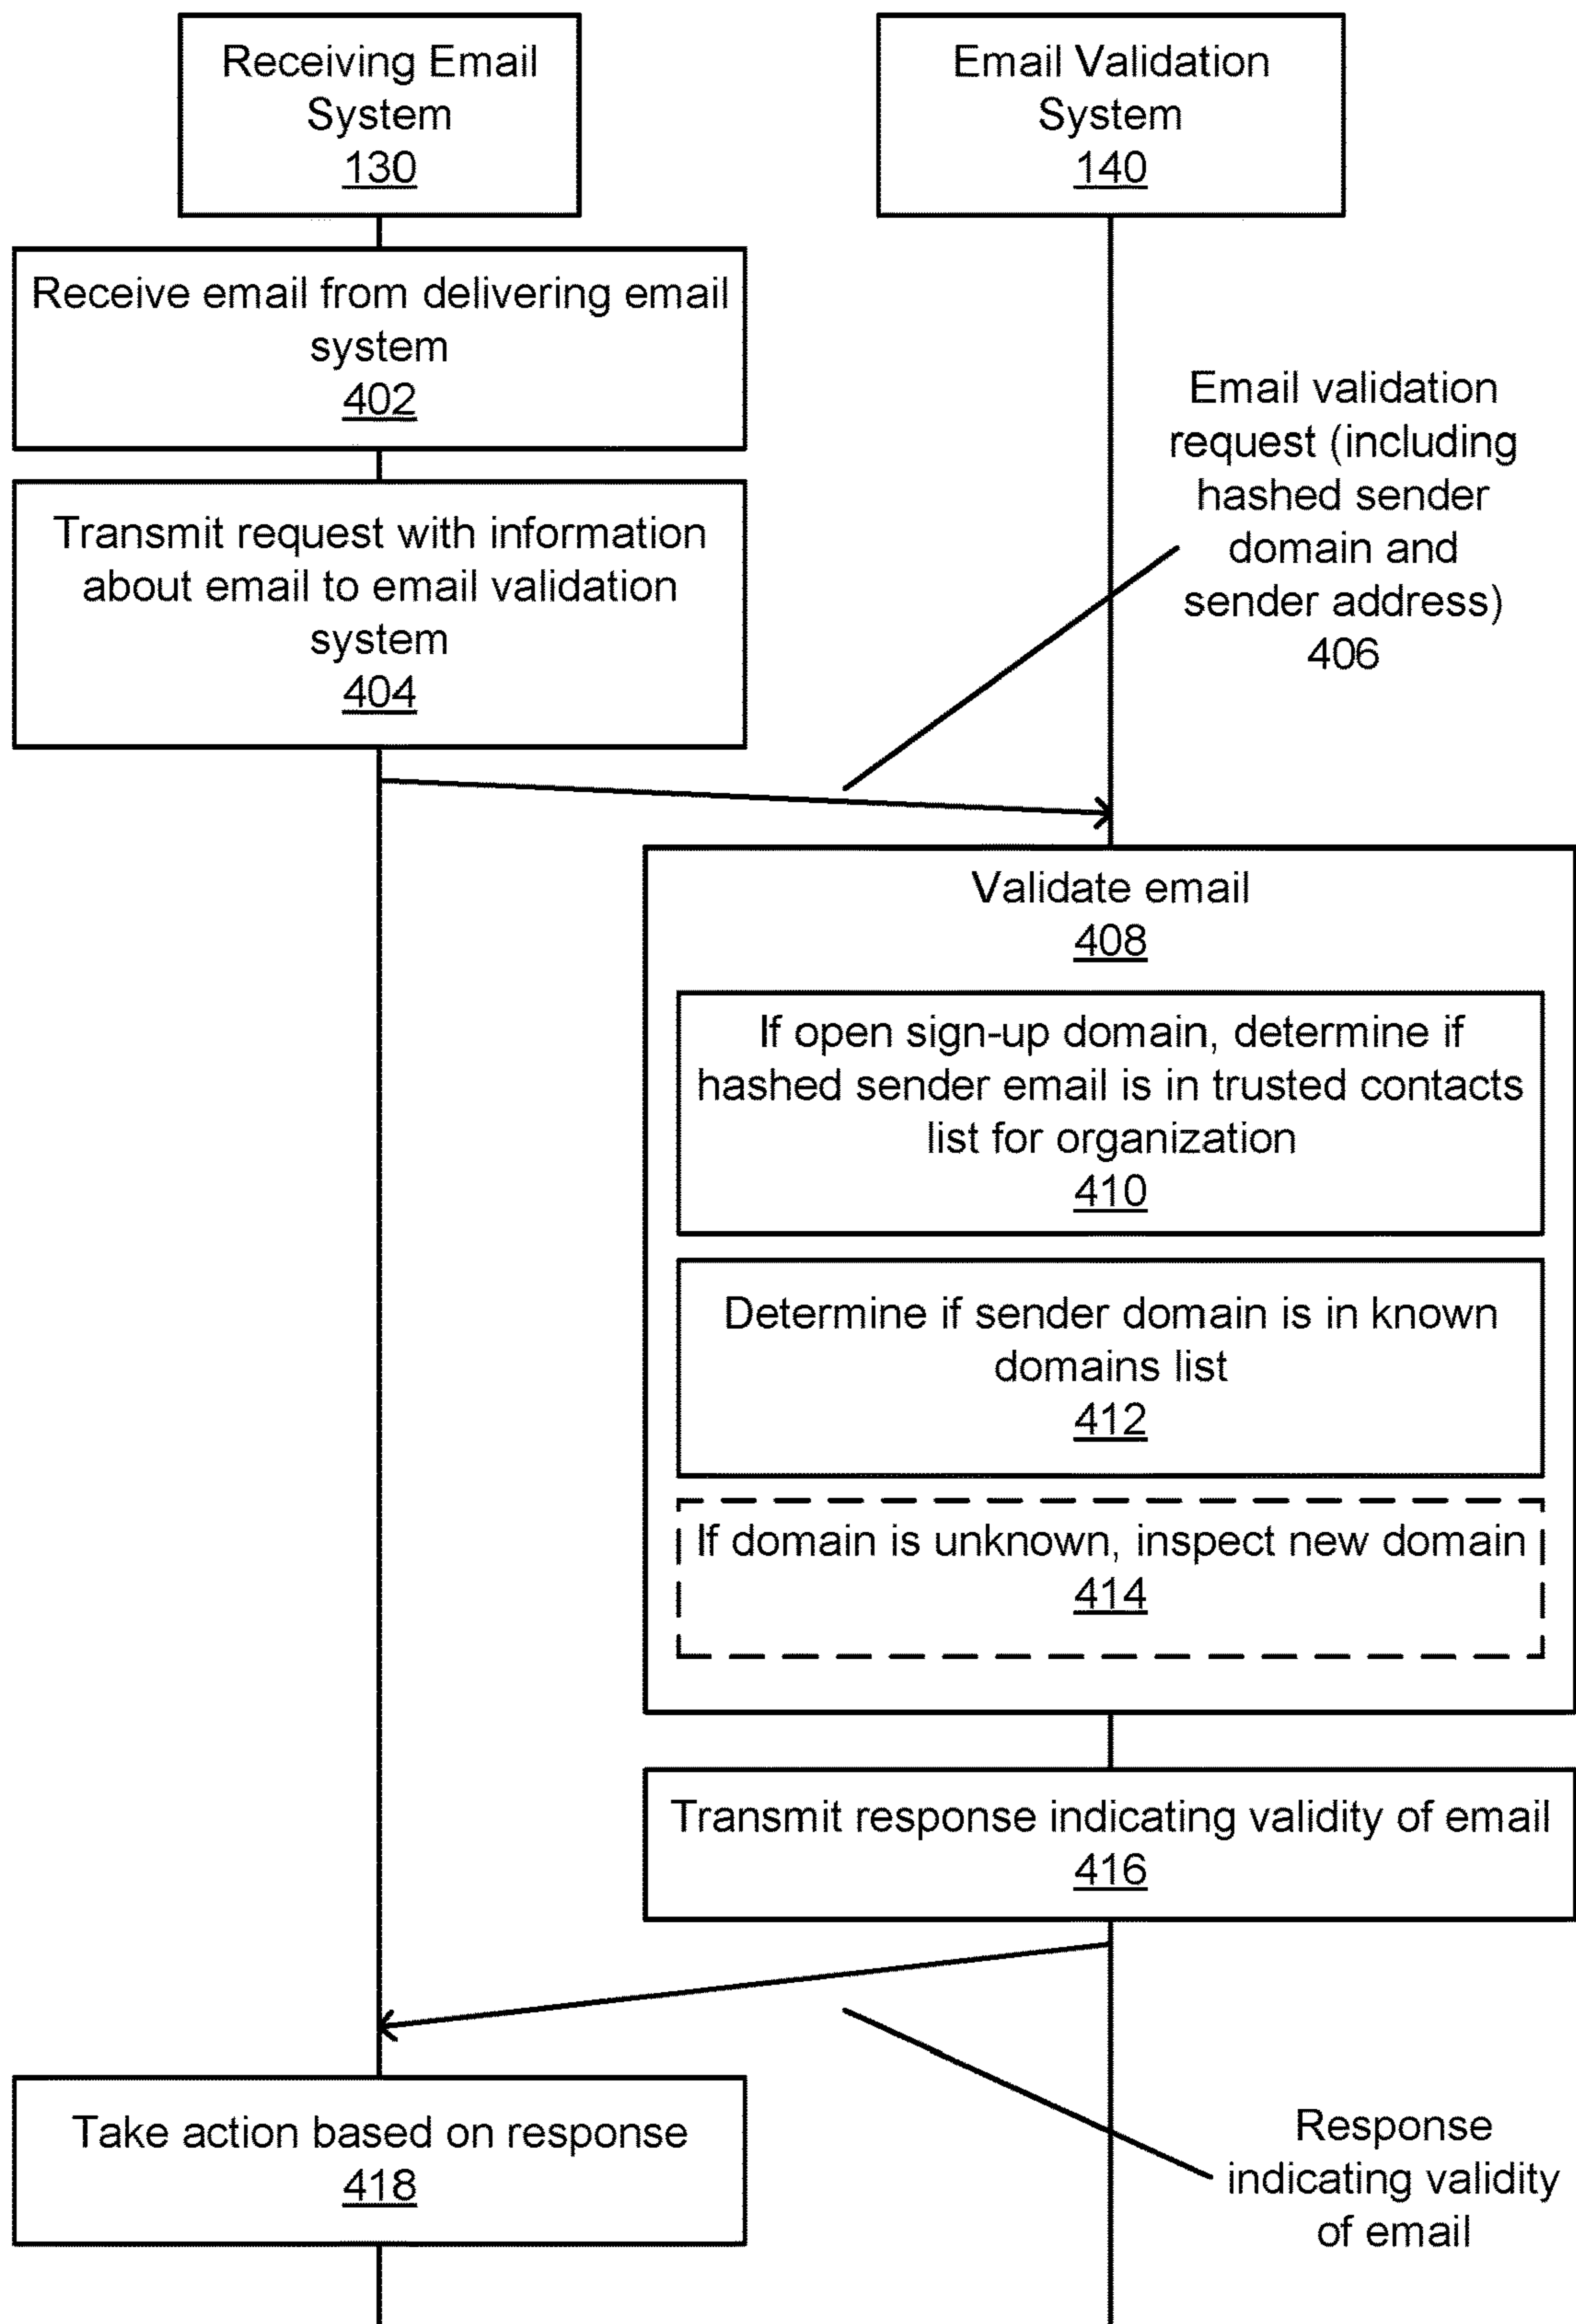 Receiving Email
System
130
Email Validation
System
140
Receive email from delivering email
system
402
Transmit request with information
about email to email validation
system
404
Email validation
request (including
hashed sender
domain and
sender address)
406
Validate email
408
If open sign-up domain, determine if
hashed sender email is in trusted contacts
list for organization
410
Determine if sender domain is in known
domains list
412
If domain is unknown, inspect new domain
414
Transmit response indicating validity of email
416
Take action based on response
418
Response
indicating validity
of email